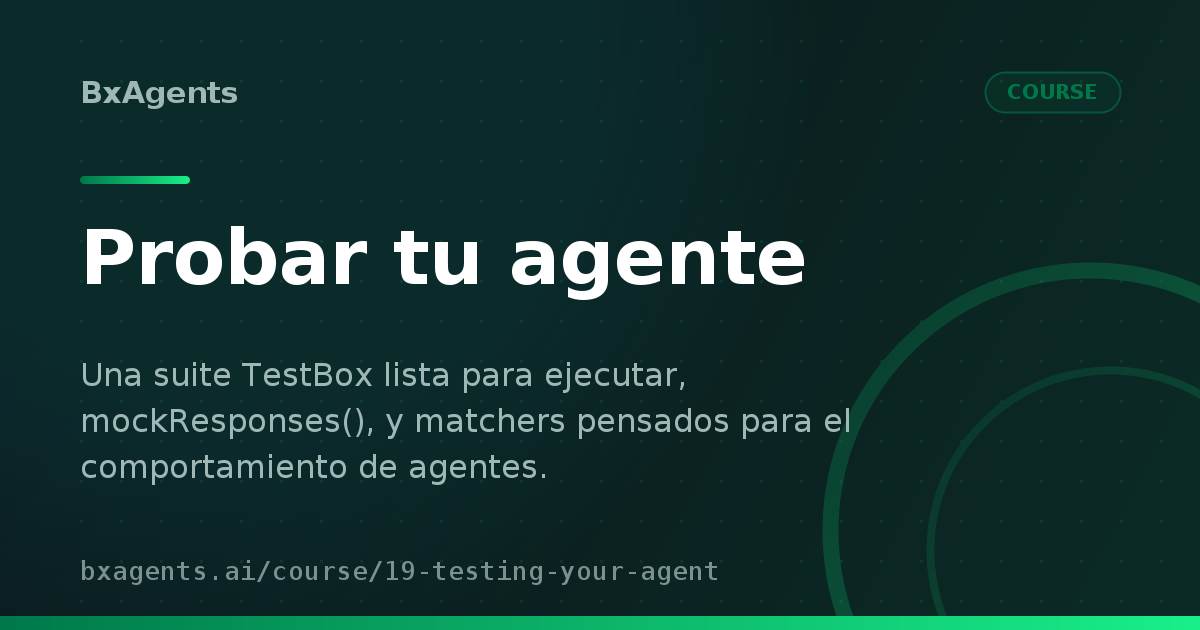 BxAgents
COURSE
Probar tu agente
Una suite TestBox lista para ejecutar,
mockResponses(), y matchers pensados para el
comportamiento de agentes.
bxagents.ai/course/19-testing-your-agent